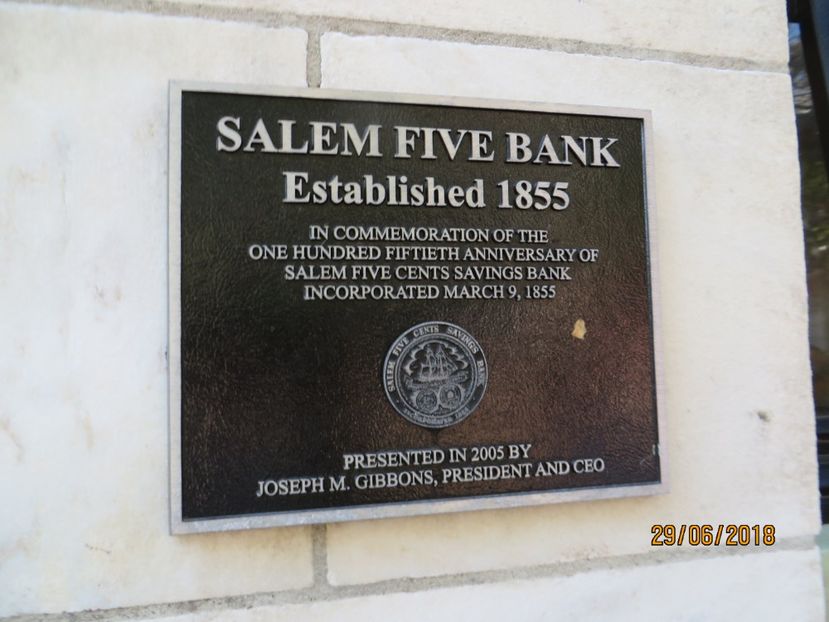 SALEM FIVE BANK
Established 1855
IN COMMEMORATION OF THE
ONE HUNDRED FIFTIETH ANNIVERSARY OF
SALEM FIVE CENTS SAVINGS BANK
INCORPORATED MARCH 9, 1855
SALEM FIVE CENTS SAVINGS BANK
INCORPORATED 1855
PRESENTED IN 2005 BY
JOSEPH M. GIBBONS, PRESIDENT AND CEO
29/06/2018